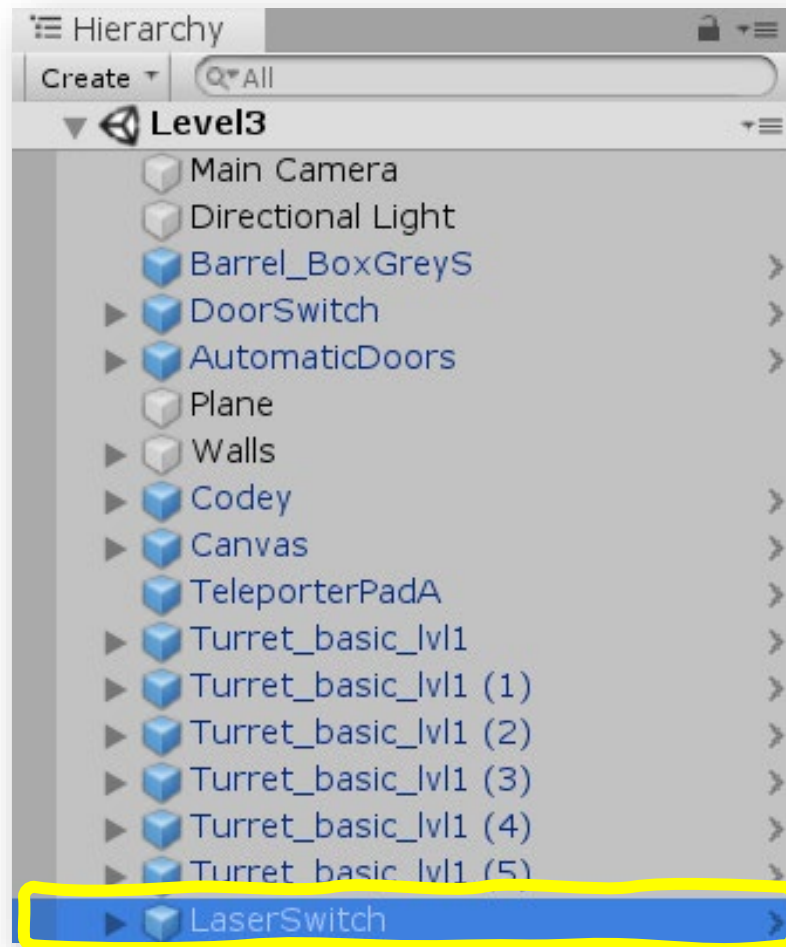 Hierarchy
Create All
Level3
Main Camera
Directional Light
Barrel_BoxGreyS
DoorSwitch
AutomaticDoors
Plane
Walls
Codey
Canvas
TeleporterPadA
Turret_basic_lvl1
Turret_basic_lvl1 (1)
Turret_basic_lvl1 (2)
Turret_basic_lvl1 (3)
Turret_basic_lvl1 (4)
Turret_basic_lvl1 (5)
LaserSwitch